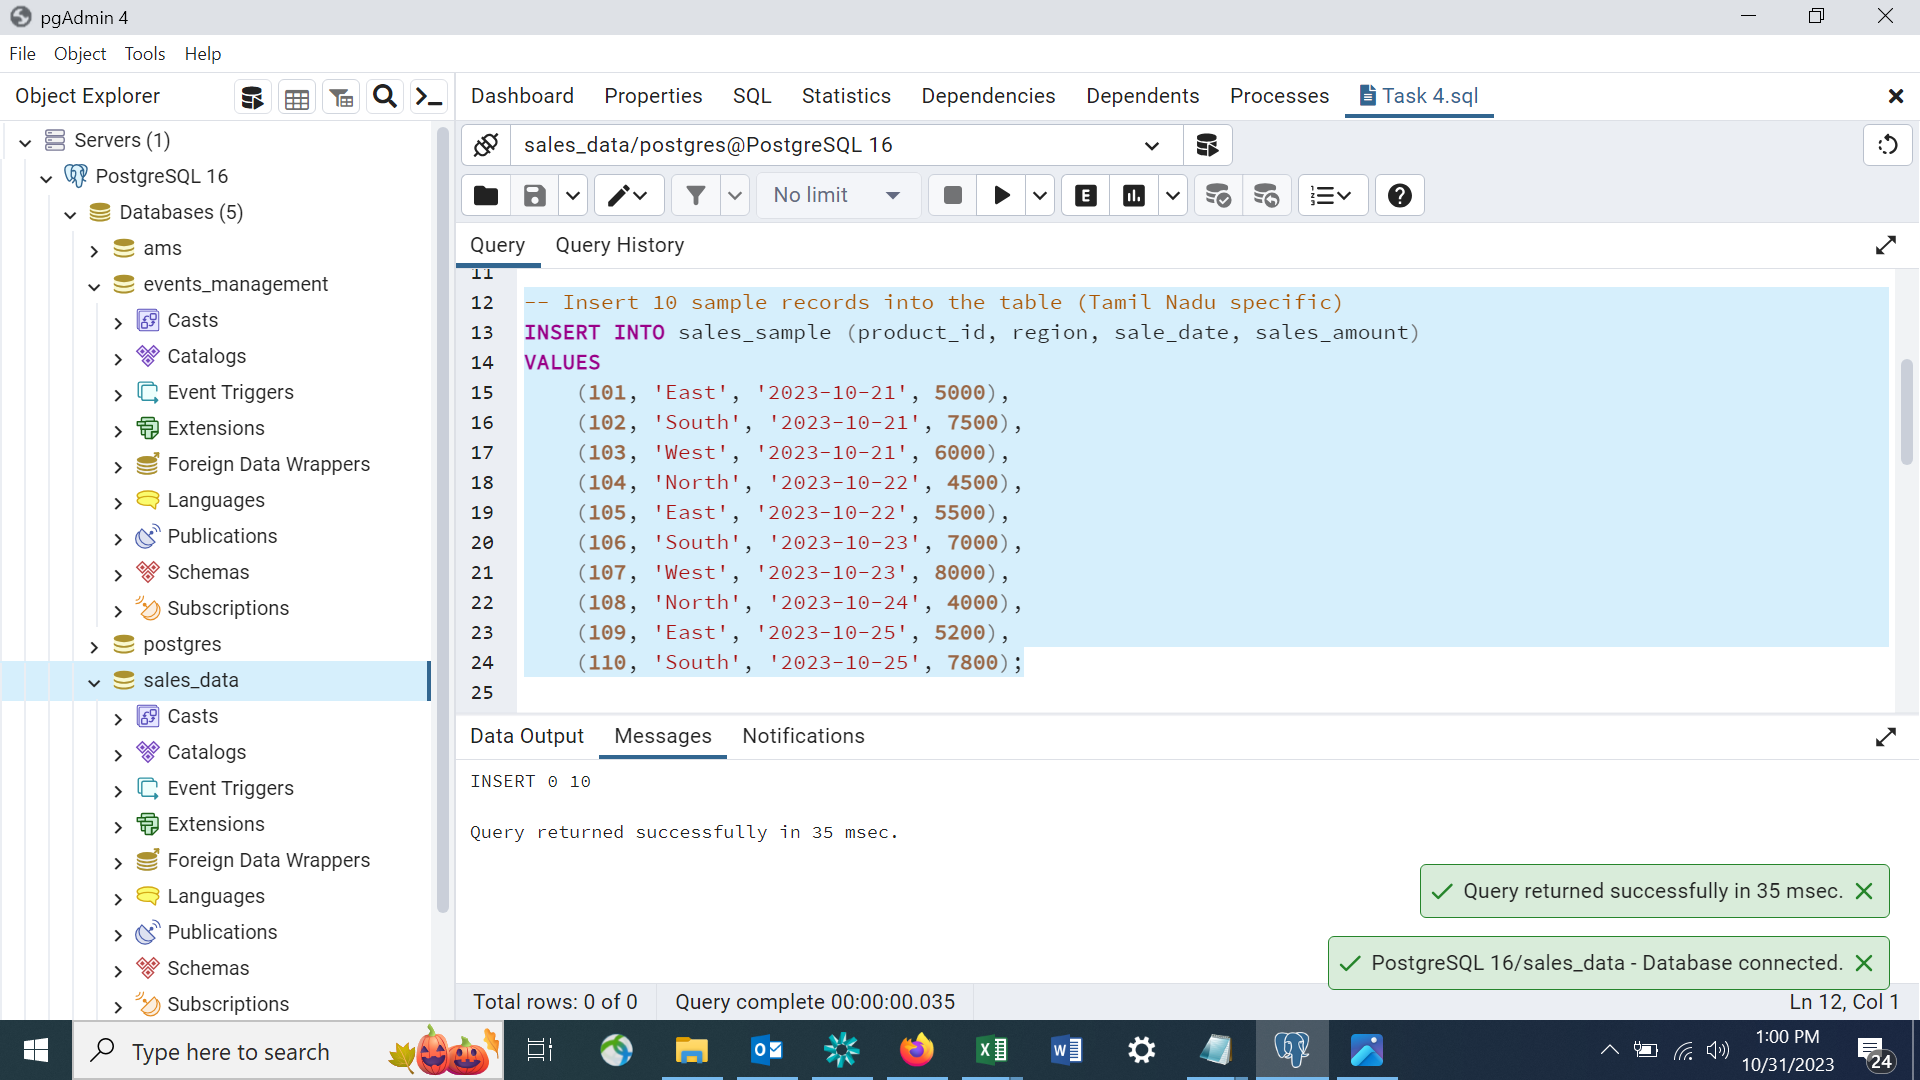 pgAdmin 4
File Object Tools Help
Object Explorer
Dashboard Properties SQL Statistics Dependencies Dependents Processes Task 4.sql
Servers (1)
PostgreSQL 16
Databases (5)
ams
events_management
Casts
Catalogs
Event Triggers
Extensions
Foreign Data Wrappers
Languages
Publications
Schemas
Subscriptions
postgres
sales_data
Casts
Catalogs
Event Triggers
Extensions
Foreign Data Wrappers
Languages
Publications
Schemas
Subscriptions
sales_data/postgres@PostgreSQL 16
No limit
E
Query Query History
11
12 -- Insert 10 sample records into the table (Tamil Nadu specific)
13 INSERT INTO sales_sample (product_id, region, sale_date, sales_amount)
14 VALUES
15 (101, 'East', '2023-10-21', 5000),
16 (102, 'South', '2023-10-21', 7500),
17 (103, 'West', '2023-10-21', 6000),
18 (104, 'North', '2023-10-22', 4500),
19 (105, 'East', '2023-10-22', 5500),
20 (106, 'South', '2023-10-23', 7000),
21 (107, 'West', '2023-10-23', 8000),
22 (108, 'North', '2023-10-24', 4000),
23 (109, 'East', '2023-10-25', 5200),
24 (110, 'South', '2023-10-25', 7800);
25
Data Output Messages Notifications
INSERT 0 10
Query returned successfully in 35 msec.
Query returned successfully in 35 msec.
PostgreSQL 16/sales_data - Database connected.
Total rows: 0 of 0 Query complete 00:00:00.035 Ln 12, Col 1
Type here to search
1:00 PM
10/31/2023
24